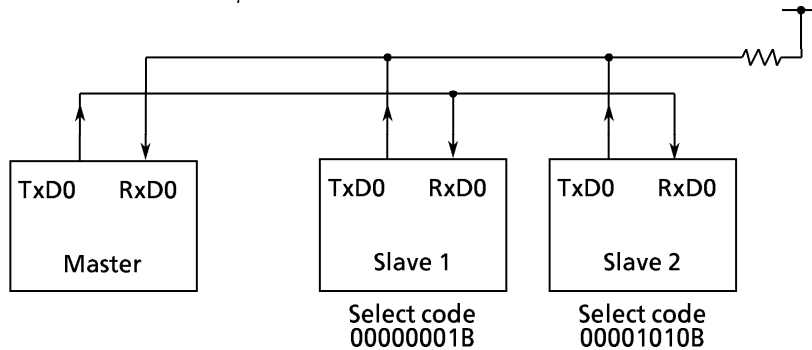 TxD0 RxD0
Master
TxD0 RxD0
Slave 1
Select code
00000001B
TxD0 RxD0
Slave 2
Select code
00001010B